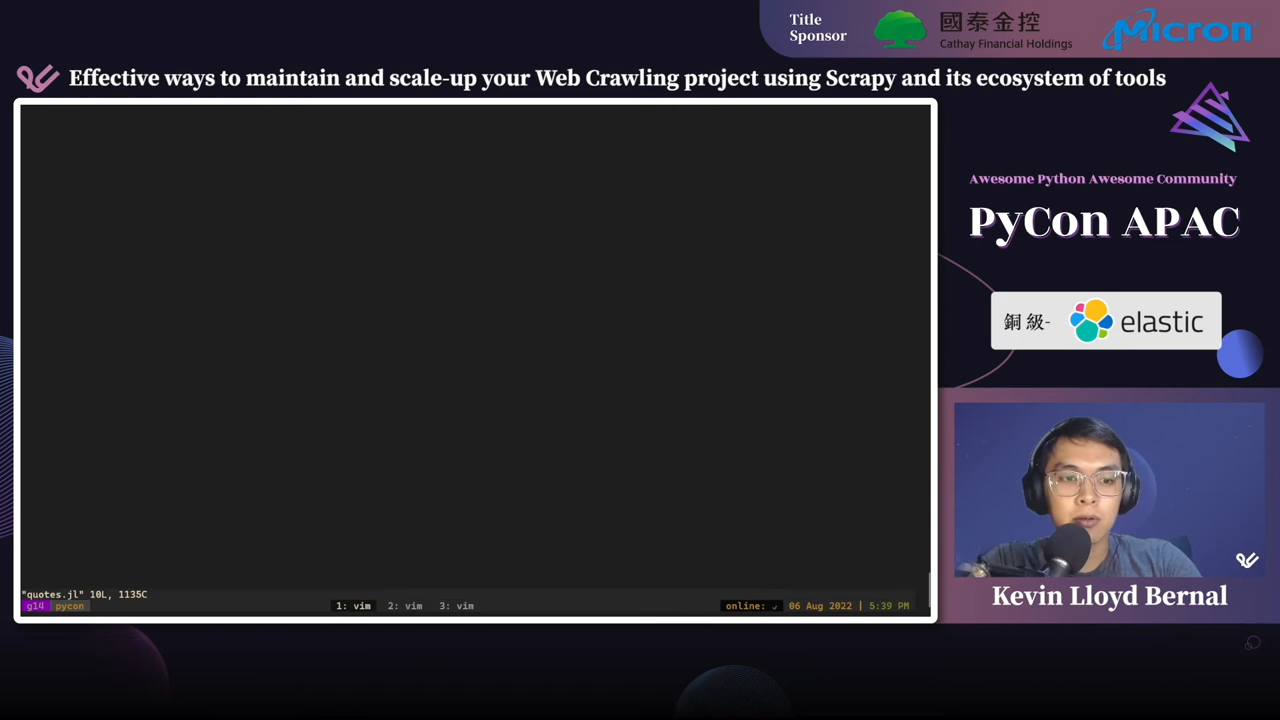 Title
Sponsor
國泰金控
Cathay Financial Holdings
Micron
Effective ways to maintain and scale-up your Web Crawling project using Scrapy and its ecosystem of tools
Awesome Python Awesome Community
PyCon APAC
銅級- elastic
"quotes.jl" 10L, 1135C
g14 pycon 1: vim 2: vim 3: vim online: ✓ 06 Aug 2022 | 5:39 PM
Kevin Lloyd Bernal